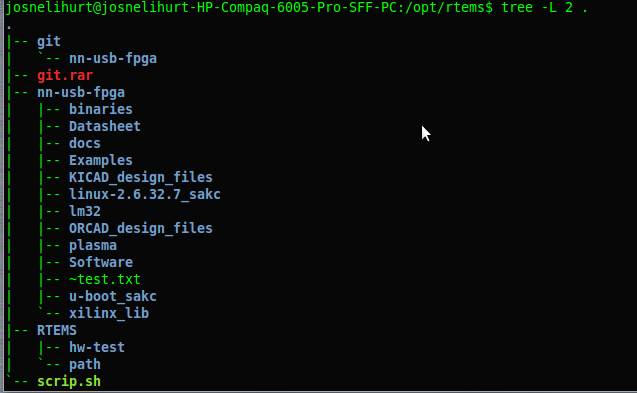 josnelihurt@josnelihurt-HP-Compaq-6005-Pro-SFF-PC:/opt/rtems$ tree -L 2 .
.
|-- git
|   `-- nn-usb-fpga
|-- git.rar
|-- nn-usb-fpga
|   |-- binaries
|   |-- Datasheet
|   |-- docs
|   |-- Examples
|   |-- KICAD_design_files
|   |-- linux-2.6.32.7_sakc
|   |-- lm32
|   |-- ORCAD_design_files
|   |-- plasma
|   |-- Software
|   |-- ~test.txt
|   |-- u-boot_sakc
|   `-- xilinx_lib
|-- RTEMS
|   |-- hw-test
|   `-- path
`-- scrip.sh